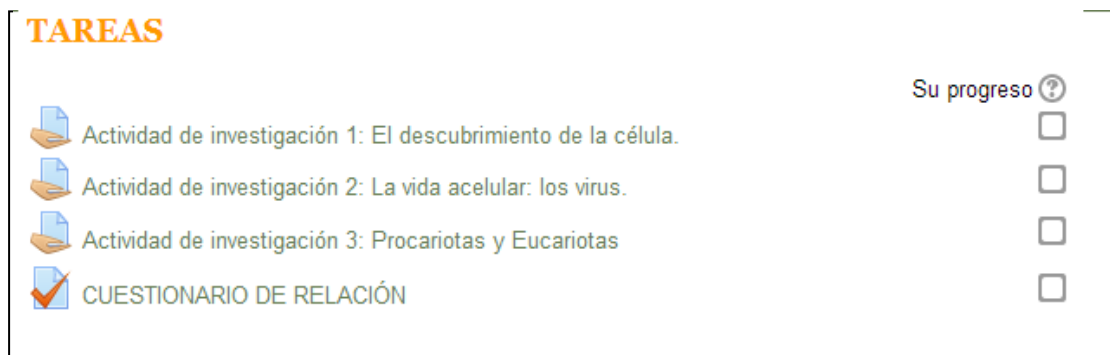 TAREAS
Su progreso
Actividad de investigación 1: El descubrimiento de la célula.
Actividad de investigación 2: La vida acelular: los virus.
Actividad de investigación 3: Procariotas y Eucariotas
CUESTIONARIO DE RELACIÓN